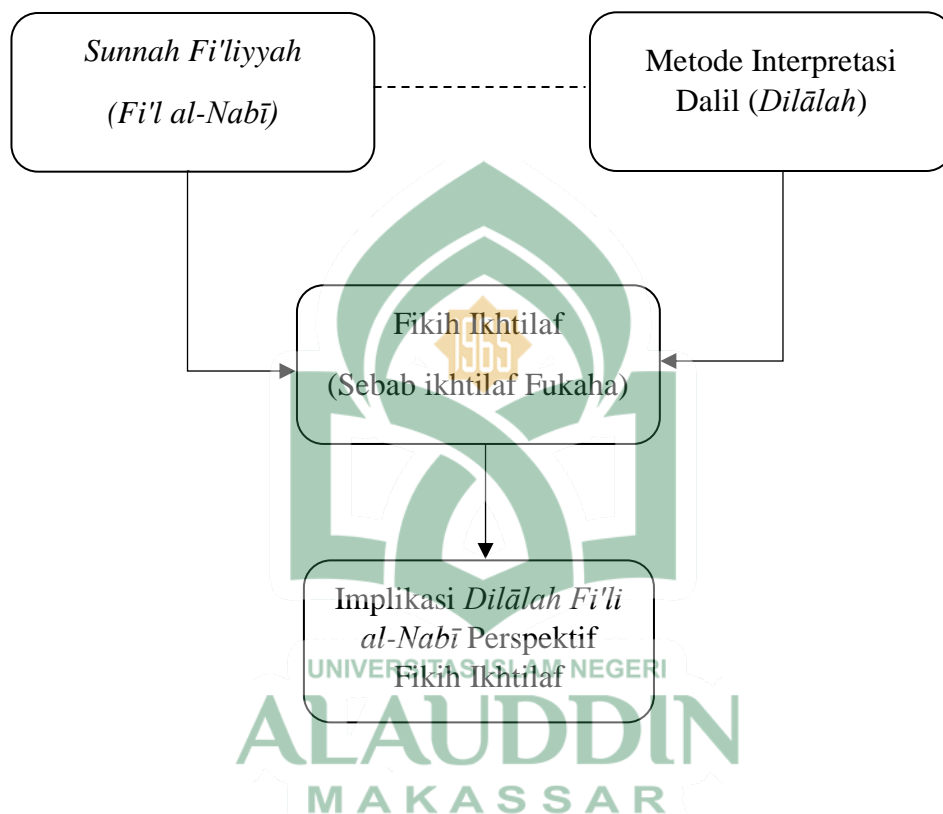 Sunnah Fi'liyyah
(Fi'l al-Nabī)
Metode Interpretasi
Dalil (Dilālah)
Fikih Ikhtilaf
1965
(Sebab ikhtilaf Fukaha)
Implikasi Dilālah Fi'li
al-Nabī Perspektif
Fikih Ikhtilaf
UNIVERSITAS ISLAM NEGERI
ALAUDDIN
MAKASSAR